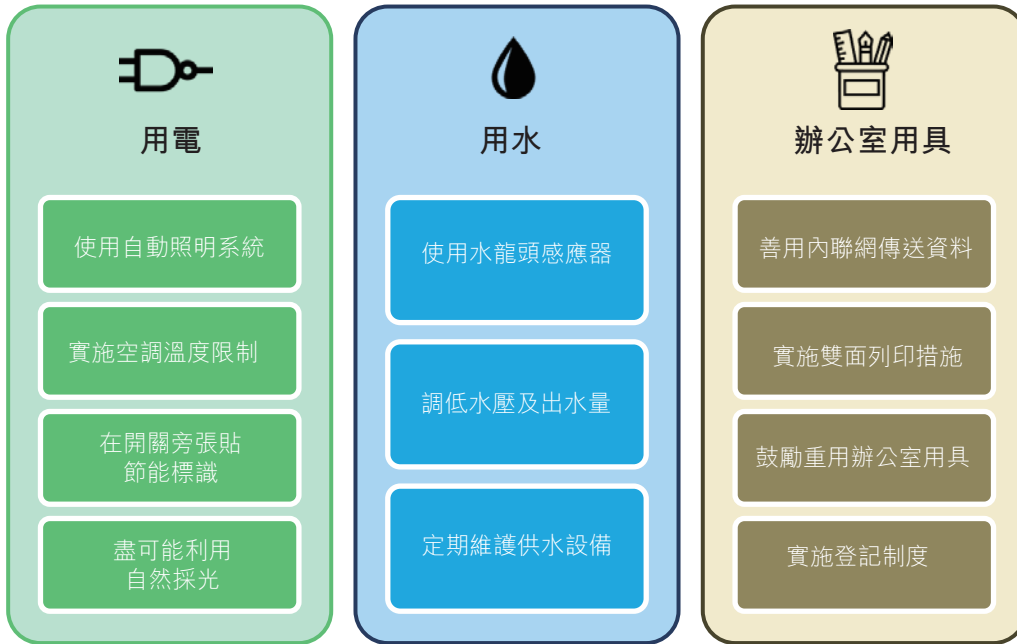 用電
使用自動照明系統
實施空調溫度限制
在開關旁張貼
節能標識
盡可能利用
自然採光
用水
使用水龍頭感應器
調低水壓及出水量
定期維護供水設備
辦公室用具
善用內聯網傳送資料
實施雙面列印措施
鼓勵重用辦公室用具
實施登記制度